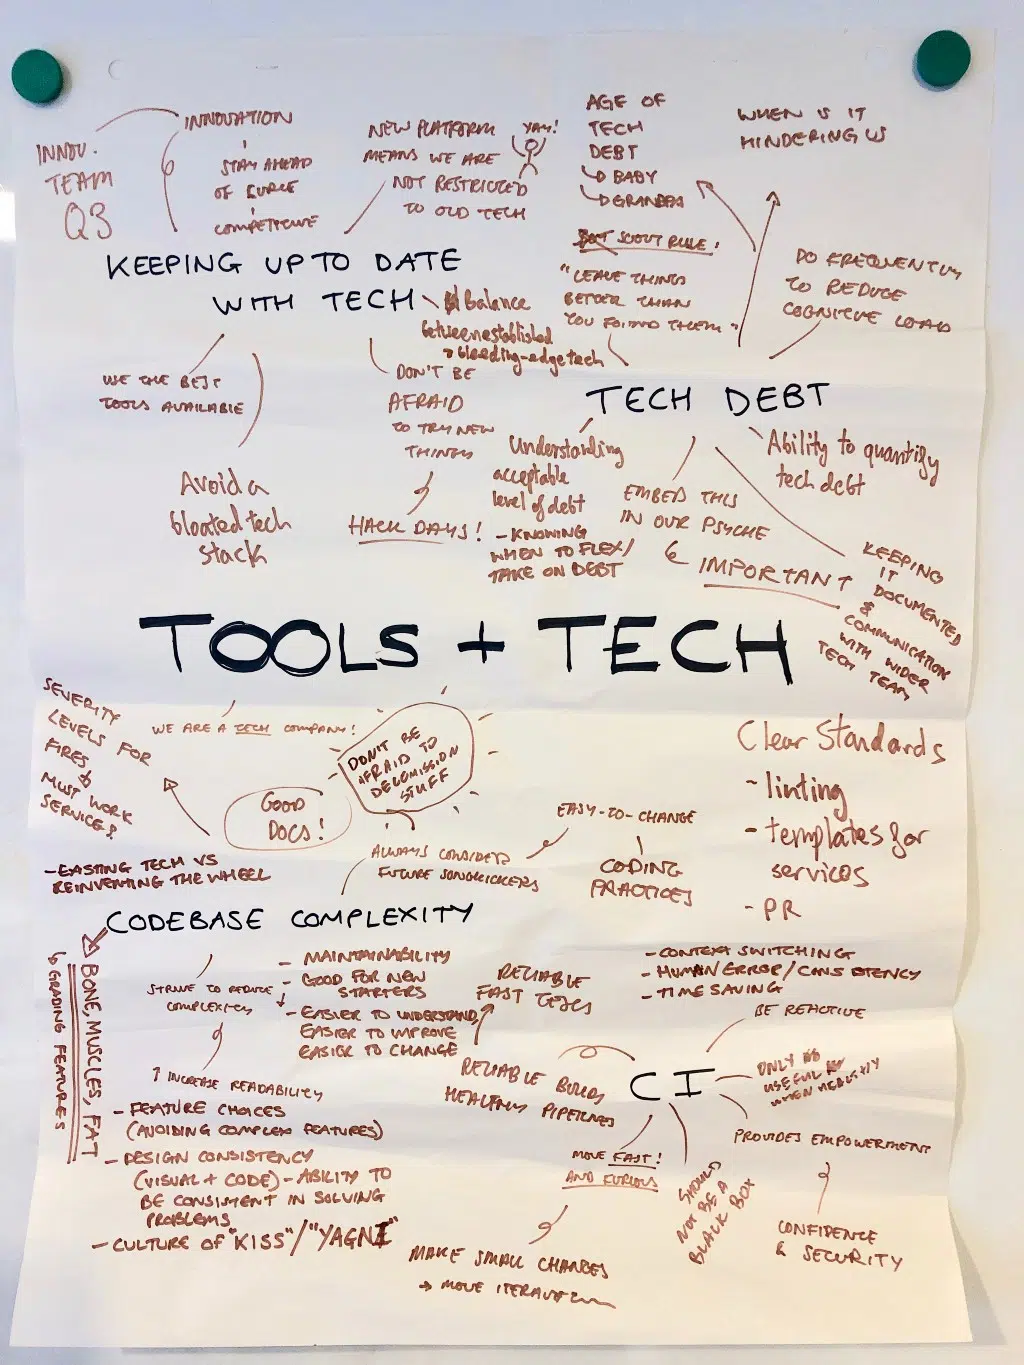 INNOV.
TEAM
Q3
INNOVATION
STAY AHEAD
OF CURVE
COMPETITIVE
NEW PLATFORM
MEANS WE ARE
NOT RESTRICTED
TO OLD TECH
YAY!
AGE OF
TECH
DEBT
BABY
GRANDPA
WHEN IS IT
HINDERING US
KEEPING UP TO DATE
WITH TECH
Balance
between established
bleeding-edge tech
SCOUT RULE!
"LEAVE THINGS
BETTER THAN
YOU FOUND THEM"
DO FREQUENTLY
TO REDUCE
COGNITIVE LOAD
WE THE BEST
TOOLS AVAILABLE
DON'T BE
AFRAID
TO TRY NEW
THINGS
HACK DAYS!
Avoid a
bloated tech
stack
TECH DEBT
Understanding
acceptable
level of debt
- KNOWING
WHEN TO FLEX/
TAKE ON DEBT
EMBED THIS
IN OUR PSYCHE
IMPORTANT
Ability to quantify
tech debt
KEEPING
IT
DOCUMENTED
&
COMMUNICATION
WITH WIDER
TECH TEAM
TOOLS + TECH
WE ARE A TECH COMPANY!
SEVERITY
LEVELS FOR
FIRES &
MUST WORK
SERVICES!
GOOD
DOCS!
DON'T BE
AFRAID TO
DECOMISSION
STUFF
- EXISTING TECH VS
REINVENTING THE WHEEL
ALWAYS CONSIDER
FUTURE SONGKICKERS
EASY-TO-CHANGE
CODING
PRACTICES
Clear Standards
- linting
- templates for
services
- PR
CODEBASE COMPLEXITY
BONE, MUSCLES, FAT
GRADING FEATURES
STRIVE TO REDUCE
COMPLEXITY
↑ INCREASE READABILITY
- MAINTAINABILITY
- GOOD FOR NEW
STARTERS
- EASIER TO UNDERSTAND,
EASIER TO IMPROVE
EASIER TO CHANGE
- FEATURE CHOICES
(AVOIDING COMPLEX FEATURES)
- DESIGN CONSISTENCY
(VISUAL + CODE) - ABILITY TO
BE CONSISTENT IN SOLVING
PROBLEMS
- CULTURE OF "KISS"/"YAGNI"
RELIABLE
FAST TESTS
RELIABLE BUILDS
HEALTHY PIPELINES
- CONTEXT SWITCHING
- HUMAN ERROR/CONSISTENCY
- TIME SAVING
BE REACTIVE
CI
ONLY
USEFUL
WHEN HEALTHY
PROVIDES EMPOWERMENT
CONFIDENCE
& SECURITY
SHOULD
NOT BE A
BLACK BOX
MOVE FAST!
AND FURIOUS
MAKE SMALL CHANGES
→ MOVE